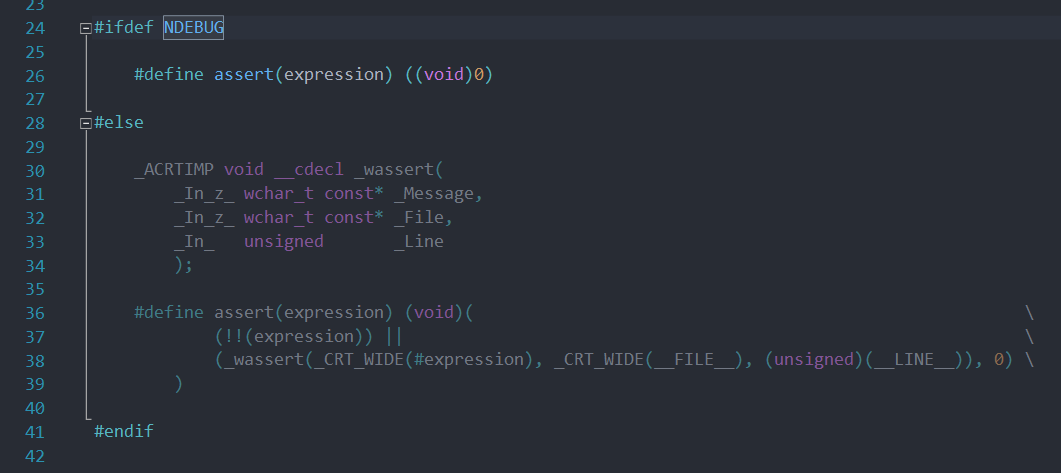 23
24 #ifdef NDEBUG
25
26 #define assert(expression) ((void)0)
27
28 #else
29
30 _ACRTIMP void __cdecl _wassert(
31 _In_z_ wchar_t const* _Message,
32 _In_z_ wchar_t const* _File,
33 _In_ unsigned _Line
34 );
35
36 #define assert(expression) (void)( \
37 (!!(expression)) || \
38 (_wassert(_CRT_WIDE(#expression), _CRT_WIDE(__FILE__), (unsigned)(__LINE__)), 0) \
39 )
40
41 #endif
42